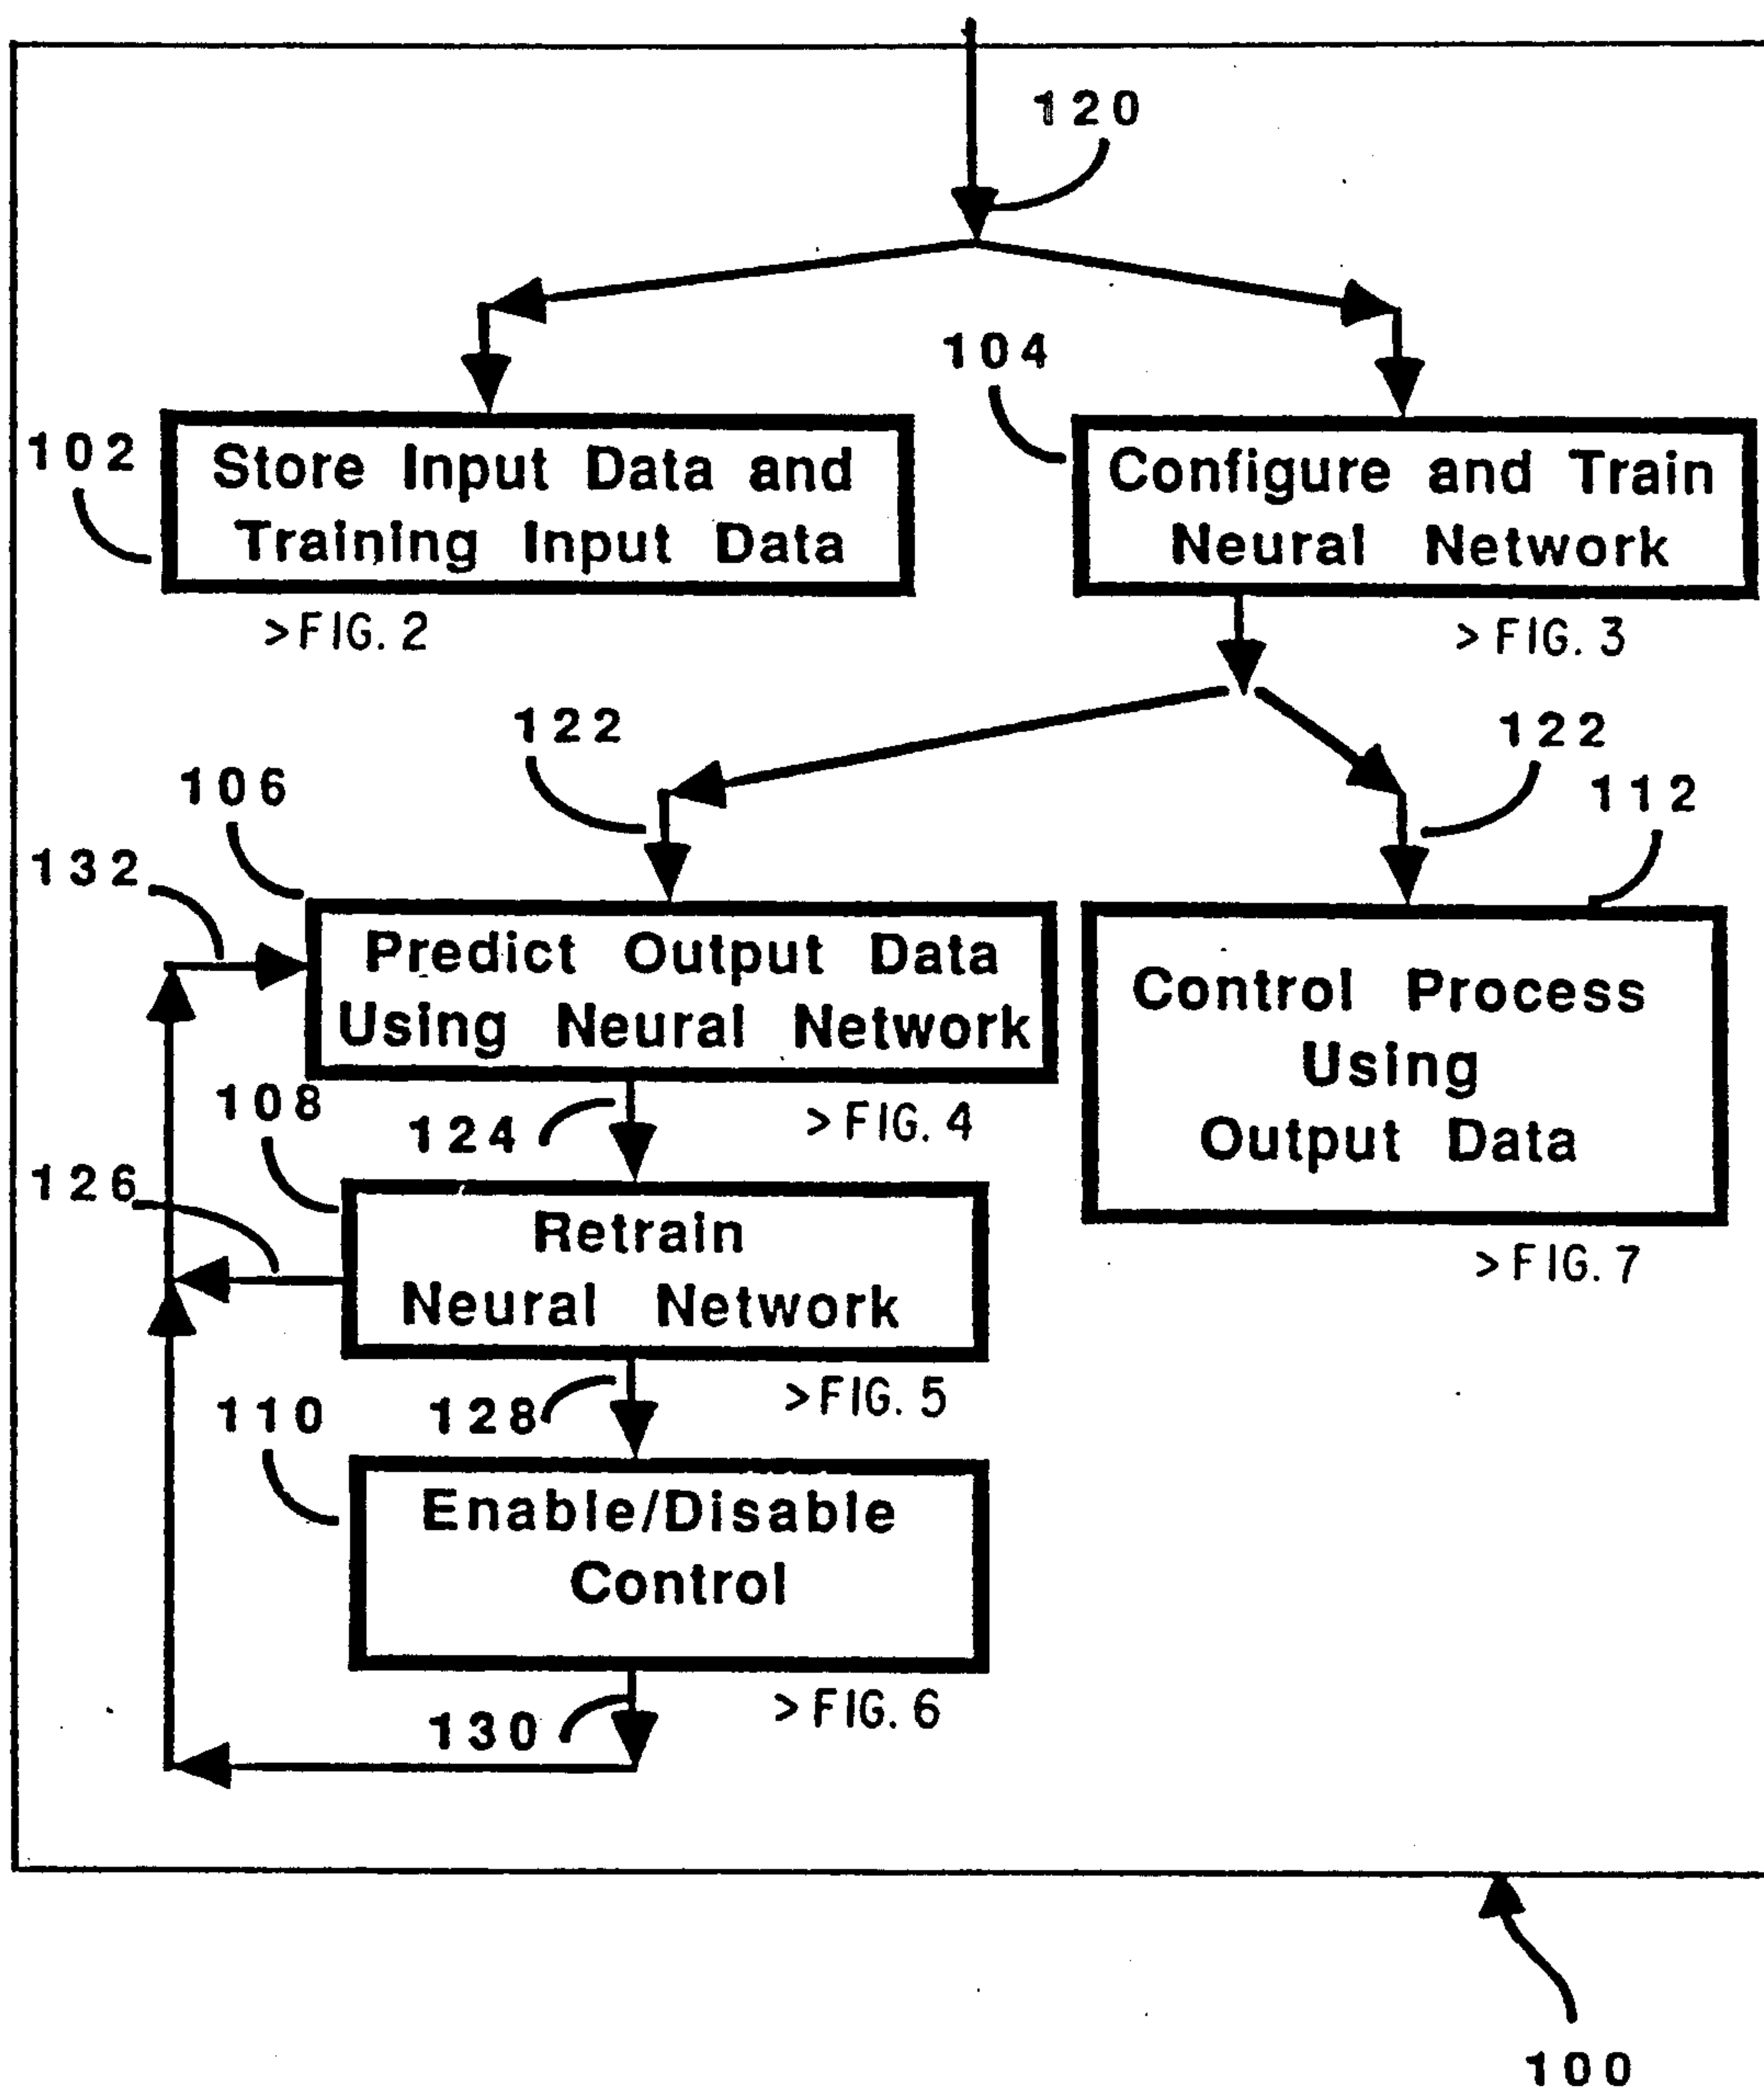 120
104
102
Store Input Data and
Training Input Data
Configure and Train
Neural Network
>FIG. 2
>FIG. 3
122
122
106
112
132
Predict Output Data
Using Neural Network
Control Process
Using
Output Data
108
124
>FIG. 4
126
Retrain
Neural Network
>FIG. 7
110
128
>FIG. 5
Enable/Disable
Control
130
>FIG. 6
100